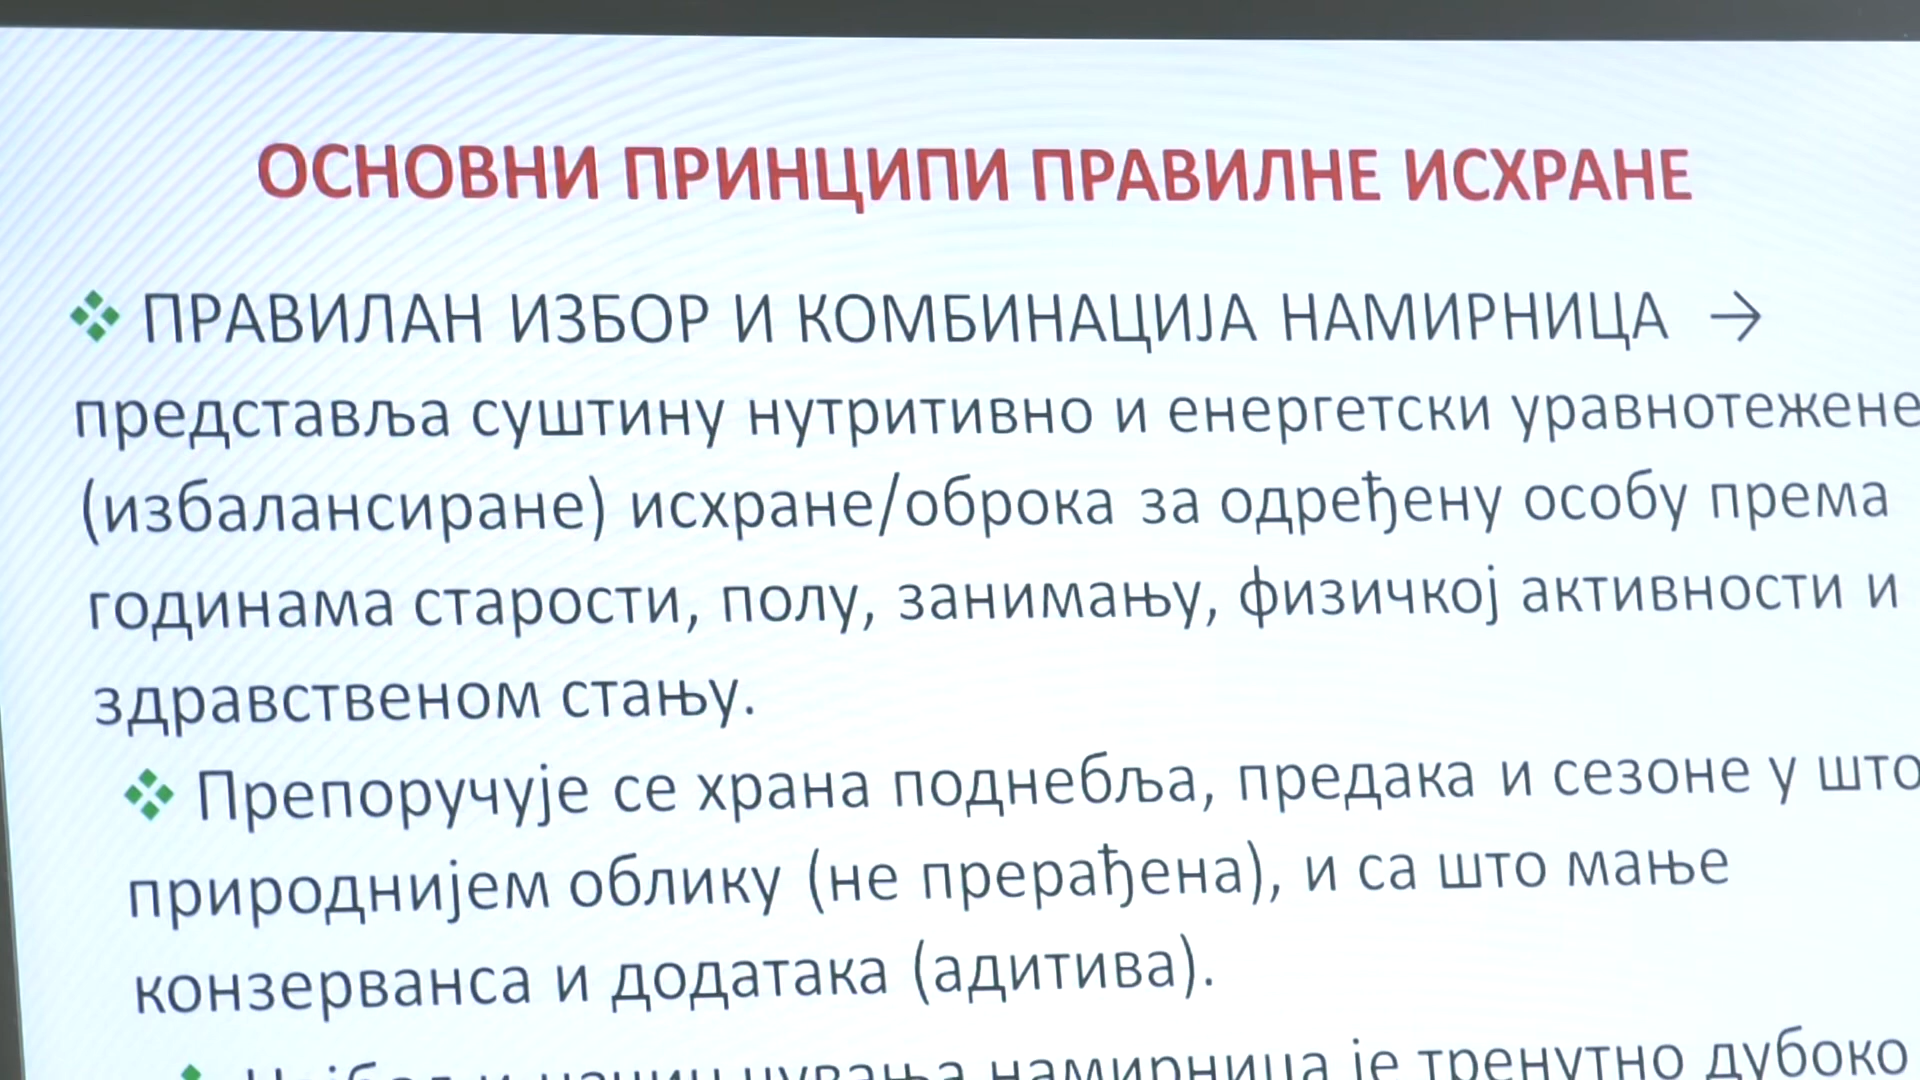 ОСНОВНИ ПРИНЦИПИ ПРАВИЛНЕ ИСХРАНЕ
ПРАВИЛАН ИЗБОР И КОМБИНАЦИЈА НАМИРНИЦА →
представља суштину нутритивно и енергетски уравнотежене
(избалансиране) исхране/оброка за одређену особу према
годинама старости, полу, занимању, физичкој активности и
здравственом стању.
Препоручује се храна поднебља, предака и сезоне у што
природнијем облику (не прерађена), и са што мање
конзерванса и додатака (адитива).
намирница је тренутно дубоко